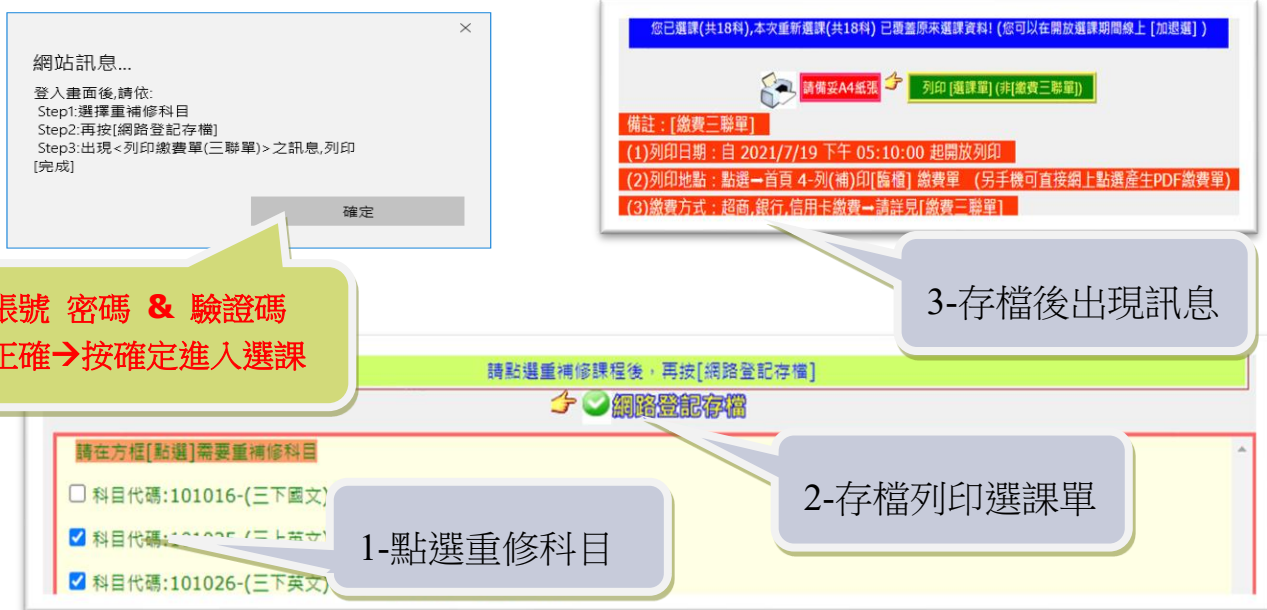 網站訊息...
登入畫面後,請依:
Step1:選擇重補修科目
Step2:再按[網路登記存檔]
Step3:出現<列印繳費單(三聯單)>之訊息,列印
[完成]
確定
帳號 密碼 & 驗證碼
正確→按確定進入選課
您已選課(共18科),本次重新選課(共18科) 已覆蓋原來選課資料! (您可以在開放選課期間線上 [加退選] )
請備妥A4紙張
列印 [選課單] (非[繳費三聯單])
備註：[繳費三聯單]
(1)列印日期：自 2021/7/19 下午 05:10:00 起開放列印
(2)列印地點：點選➡首頁 4-列(補)印[臨櫃] 繳費單 (另手機可直接網上點選產生PDF繳費單)
(3)繳費方式：超商,銀行,信用卡繳費➡請詳見[繳費三聯單]
3-存檔後出現訊息
請點選重補修課程後，再按[網路登記存檔]
網路登記存檔
請在方框[點選]需要重補修科目
科目代碼:101016-(三下國文)
科目代碼:101025-(三上英文)
科目代碼:101026-(三下英文)
1-點選重修科目
2-存檔列印選課單